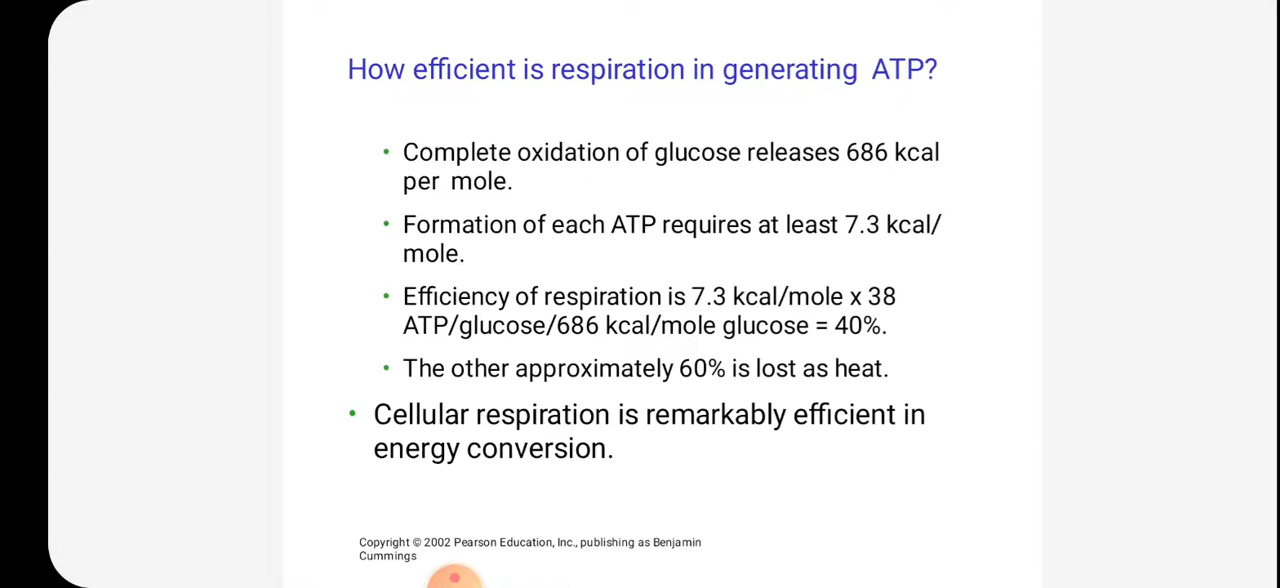 How efficient is respiration in generating ATP?
• Complete oxidation of glucose releases 686 kcal
per mole.
• Formation of each ATP requires at least 7.3 kcal/
mole.
• Efficiency of respiration is 7.3 kcal/mole x 38
ATP/glucose/686 kcal/mole glucose = 40%.
• The other approximately 60% is lost as heat.
• Cellular respiration is remarkably efficient in
energy conversion.
Copyright © 2002 Pearson Education, Inc., publishing as Benjamin
Cummings